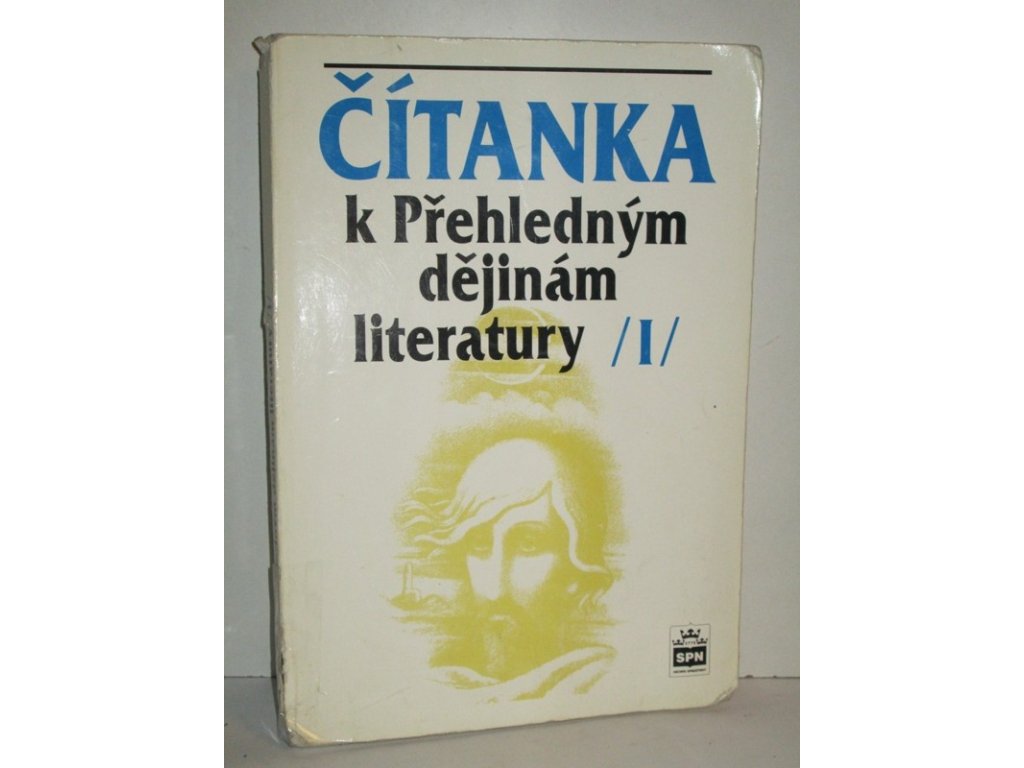 ČÍTANKA
k Přehledným
dějinám
literatury /I/
SPN